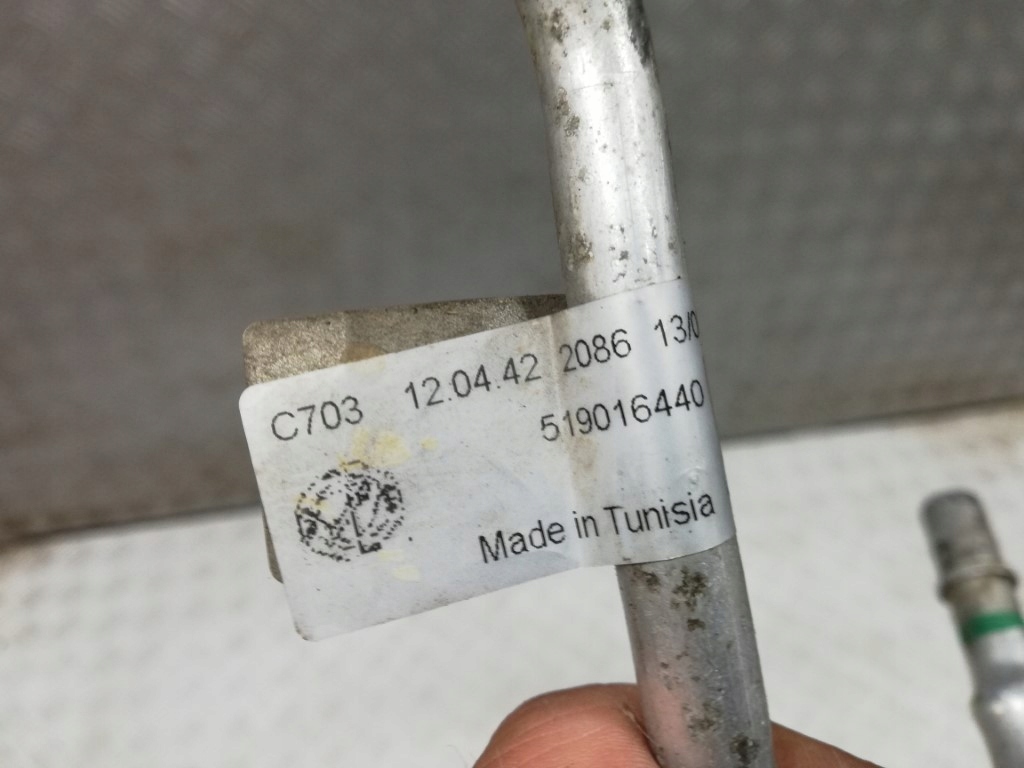 C703 12.04.42 2086 13/0
519016440
Made in Tunisia